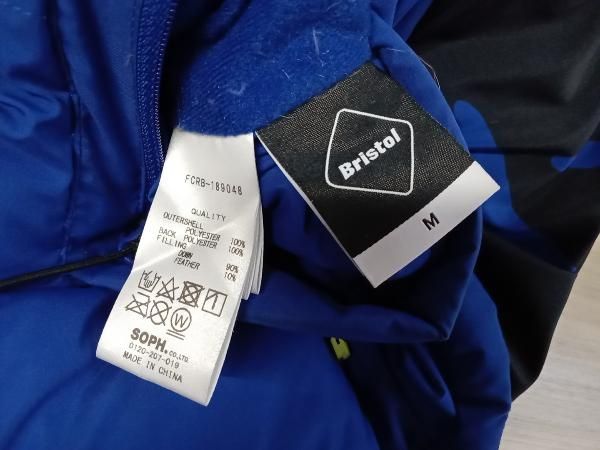 FCRB-189048
QUALITY
OUTERSHELL
POLYESTER 100%
BACK POLYESTER 100%
FILLING
DOWN 90%
FEATHER 10%
W
SOPH.CO.,LTD.
0120-207-019
MADE IN CHINA
Bristol
M